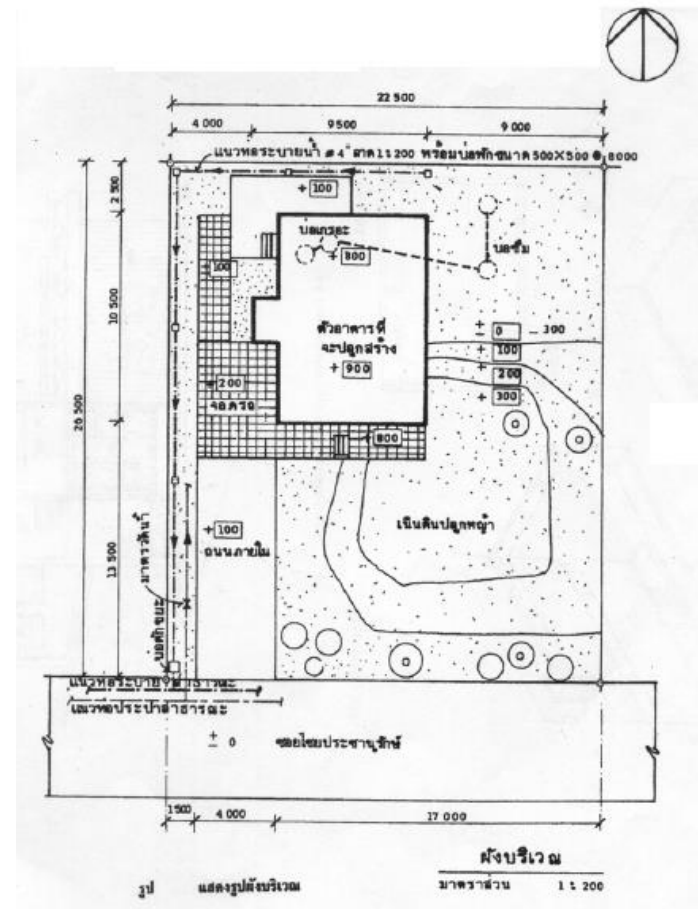 22 500
4 000 9500 9 000
แนวท่อระบายน้ำ ø 4" ลาด 1:200 พร้อมบ่อพักขนาด 500X500 @ 8000
2 500
+ 100
บ่อเกรอะ
+ 800
บ่อซึม
- 100
10 500
ตัวอาคารที่
จะปลูกสร้าง
+ 900
± 0 - 300
+ 100
+ 200
+ 300
26 500
+ 200
จอดรถ
+ 800
เนินดินปลูกหญ้า
+ 100
ถนนภายใน
13 500
มาตรวัดน้ำ
บ่อดักขยะ
แนวท่อระบายน้ำสาธารณะ
แนวท่อประปาสาธารณะ
± 0 ซอยไชยประชานุรักษ์
1500 4 000 17 000
ผังบริเวณ
รูป แสดงรูปผังบริเวณ มาตราส่วน 1 : 200